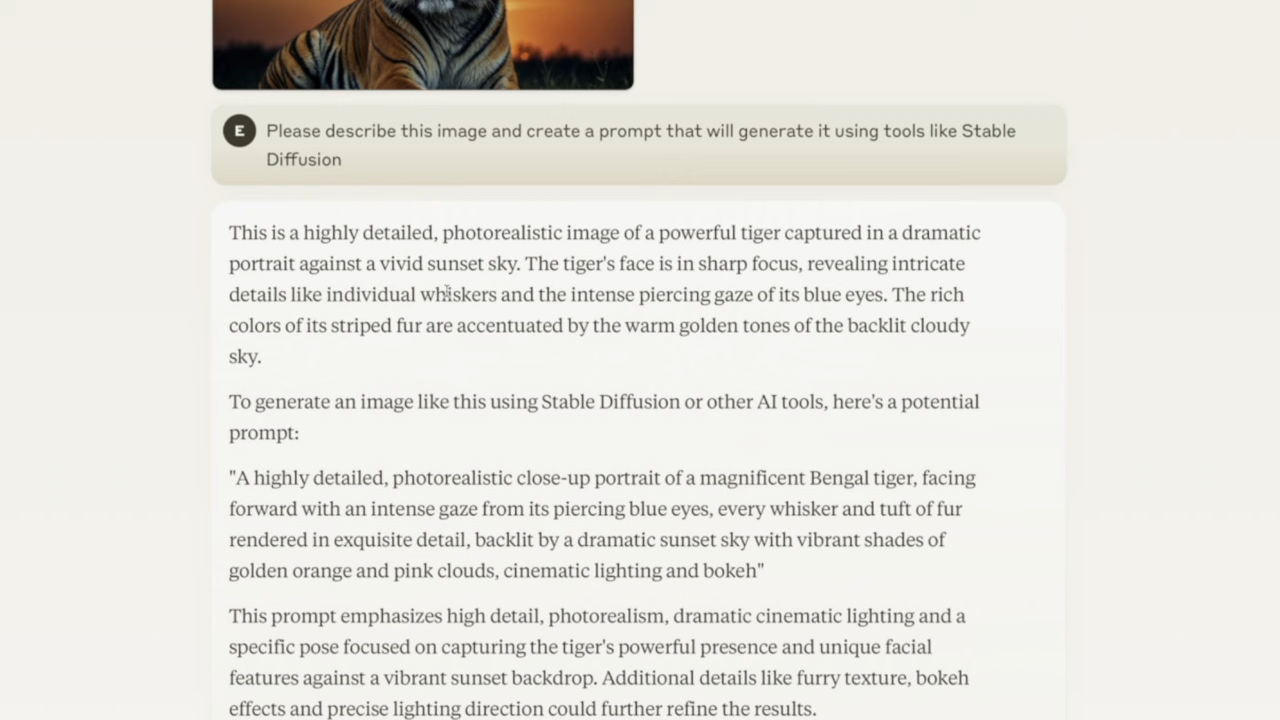 E
Please describe this image and create a prompt that will generate it using tools like Stable
Diffusion
This is a highly detailed, photorealistic image of a powerful tiger captured in a dramatic
portrait against a vivid sunset sky. The tiger's face is in sharp focus, revealing intricate
details like individual whiskers and the intense piercing gaze of its blue eyes. The rich
colors of its striped fur are accentuated by the warm golden tones of the backlit cloudy
sky.
To generate an image like this using Stable Diffusion or other AI tools, here's a potential
prompt:
"A highly detailed, photorealistic close-up portrait of a magnificent Bengal tiger, facing
forward with an intense gaze from its piercing blue eyes, every whisker and tuft of fur
rendered in exquisite detail, backlit by a dramatic sunset sky with vibrant shades of
golden orange and pink clouds, cinematic lighting and bokeh"
This prompt emphasizes high detail, photorealism, dramatic cinematic lighting and a
specific pose focused on capturing the tiger's powerful presence and unique facial
features against a vibrant sunset backdrop. Additional details like furry texture, bokeh
effects and precise lighting direction could further refine the results.